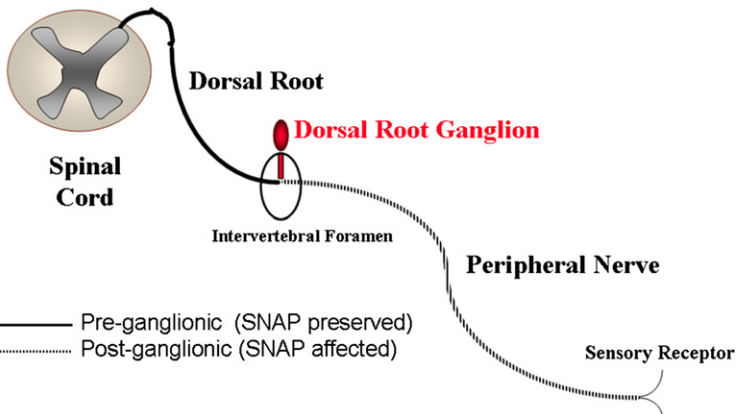 Dorsal Root
Dorsal Root Ganglion
Spinal
Cord
Intervertebral Foramen
Peripheral Nerve
Pre-ganglionic (SNAP preserved)
Post-ganglionic (SNAP affected)
Sensory Receptor